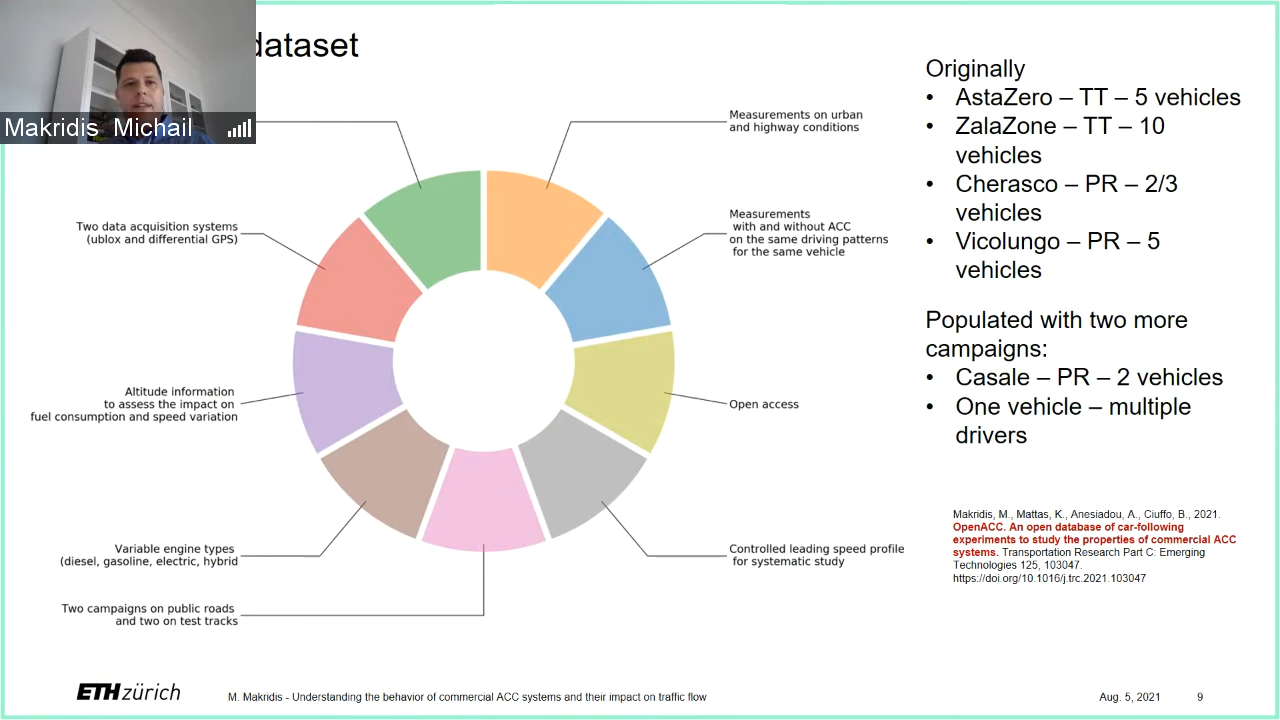 dataset
Makridis Michail
Measurements on urban
and highway conditions
Two data acquisition systems
(ublox and differential GPS)
Measurements
with and without ACC
on the same driving patterns
for the same vehicle
Altitude information
to assess the impact on
fuel consumption and speed variation
Open access
Variable engine types
(diesel, gasoline, electric, hybrid
Controlled leading speed profile
for systematic study
Two campaigns on public roads
and two on test tracks
Originally
• AstaZero – TT – 5 vehicles
• ZalaZone – TT – 10
vehicles
• Cherasco – PR – 2/3
vehicles
• Vicolungo – PR – 5
vehicles
Populated with two more
campaigns:
• Casale – PR – 2 vehicles
• One vehicle – multiple
drivers
Makridis, M., Mattas, K., Anesiadou, A., Ciuffo, B., 2021.
OpenACC. An open database of car-following
experiments to study the properties of commercial ACC
systems. Transportation Research Part C: Emerging
Technologies 125, 103047.
https://doi.org/10.1016/j.trc.2021.103047
ETH zürich
M. Makridis - Understanding the behavior of commercial ACC systems and their impact on traffic flow
Aug. 5, 2021
9